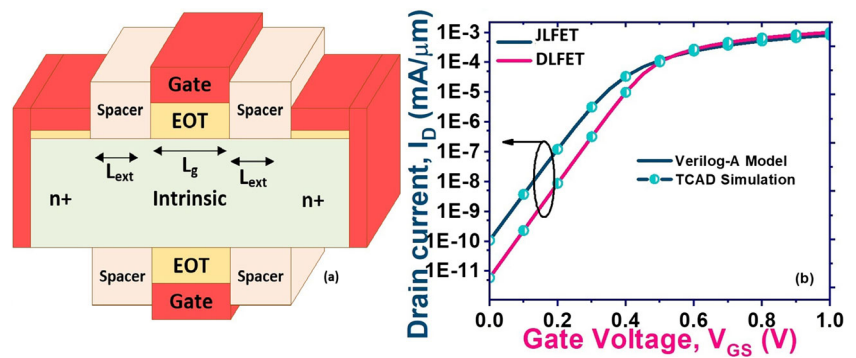 Gate
Spacer
EOT
Spacer
Lext
Lg
Lext
n+
Intrinsic
n+
Spacer
EOT
Spacer
(a)
Gate
Drain current, ID (mA/μm)
1E-3
1E-4
1E-5
1E-6
1E-7
1E-8
1E-9
1E-10
1E-11
JLFET
DLFET
Verilog-A Model
TCAD Simulation
(b)
0.0 0.2 0.4 0.6 0.8 1.0
Gate Voltage, VGS (V)